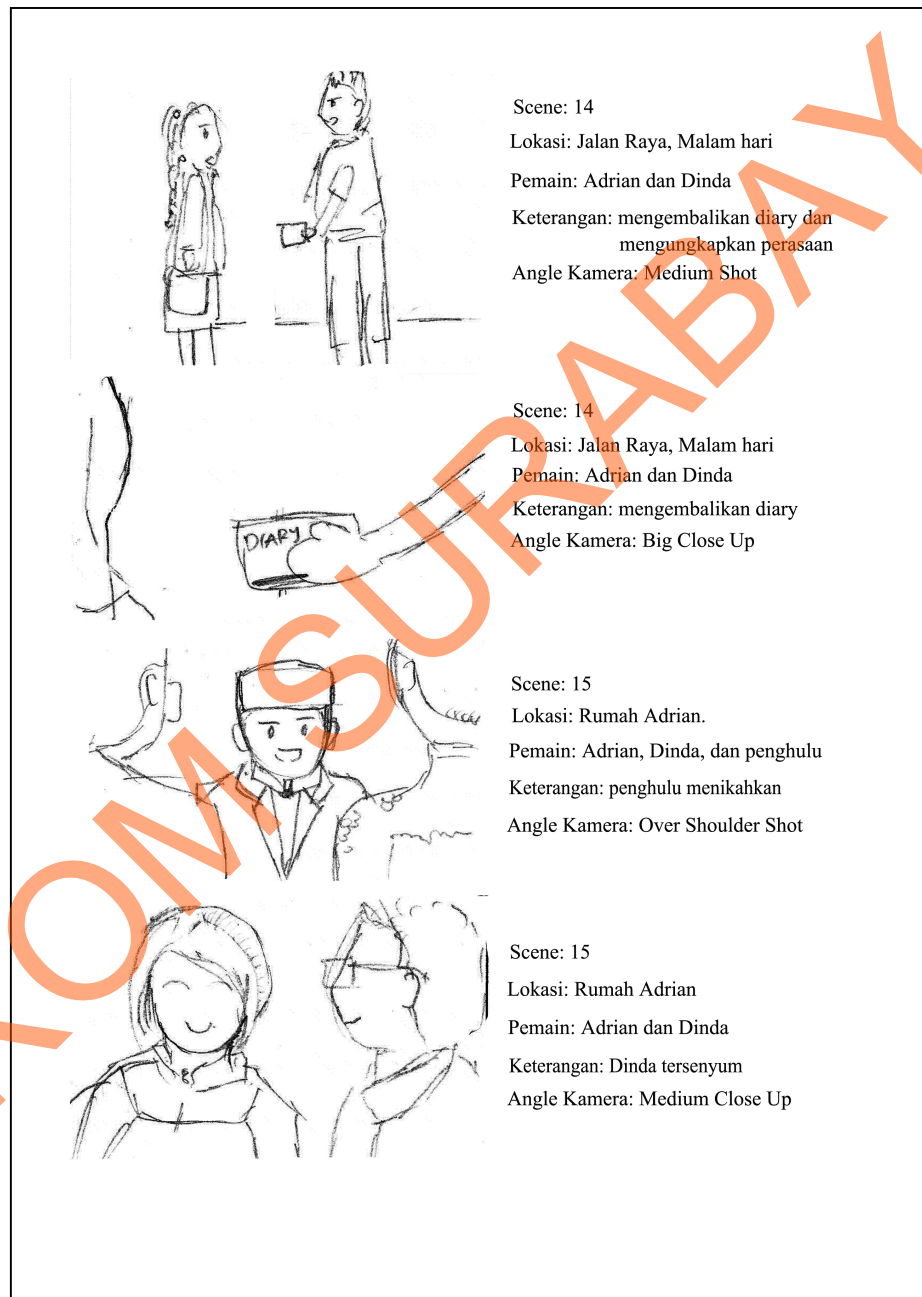 Scene: 14
Lokasi: Jalan Raya, Malam hari
Pemain: Adrian dan Dinda
Keterangan: mengembalikan diary dan
mengungkapkan perasaan
Angle Kamera: Medium Shot
Scene: 14
Lokasi: Jalan Raya, Malam hari
Pemain: Adrian dan Dinda
Keterangan: mengembalikan diary
Angle Kamera: Big Close Up
DIARY
Scene: 15
Lokasi: Rumah Adrian.
Pemain: Adrian, Dinda, dan penghulu
Keterangan: penghulu menikahkan
Angle Kamera: Over Shoulder Shot
Scene: 15
Lokasi: Rumah Adrian
Pemain: Adrian dan Dinda
Keterangan: Dinda tersenyum
Angle Kamera: Medium Close Up
KOM SURABAY